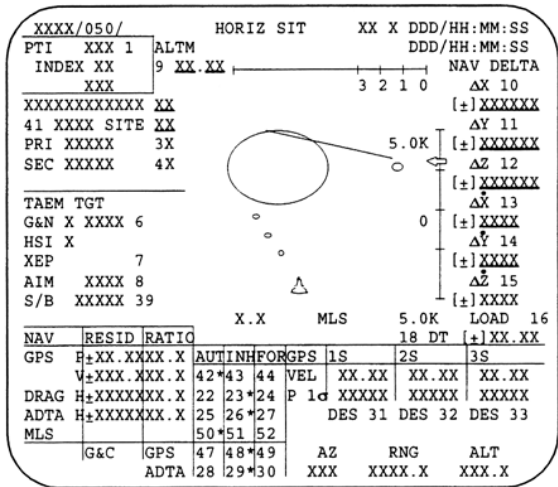 XXXX/050/ HORIZ SIT XX X DDD/HH:MM:SS
PTI XXX 1 ALTM DDD/HH:MM:SS
INDEX XX 9 XX.XX NAV DELTA
XXX 3 2 1 0 ΔX 10
XXXXXXXXXXXX XX [±]XXXXXX
41 XXXX SITE XX ΔY 11
PRI XXXXX 3X 5.0K [±]XXXXXX
SEC XXXXX 4X ΔZ 12
[±]XXXXXX
TAEM TGT ΔẊ 13
G&N X XXXX 6 0 [±]XXXX
HSI X ΔẎ 14
XEP 7 [±]XXXX
AIM XXXX 8 ΔŻ 15
S/B XXXXX 39 [±]XXXX
X.X MLS 5.0K LOAD 16
NAV RESID RATIO 18 DT [±]XX.XX
GPS P±XX.XX XX.X AUT INH FOR GPS 1S 2S 3S
V±XXX.X XX.X 42*43 44 VEL XX.XX XX.XX XX.XX
DRAG H±XXXXX XX.X 22 23*24 P 1σ XXXXX XXXXX XXXXX
ADTA H±XXXXX XX.X 25 26*27 DES 31 DES 32 DES 33
MLS 50*51 52
G&C GPS 47 48*49 AZ RNG ALT
ADTA 28 29*30 XXX XXXX.X XXX.X